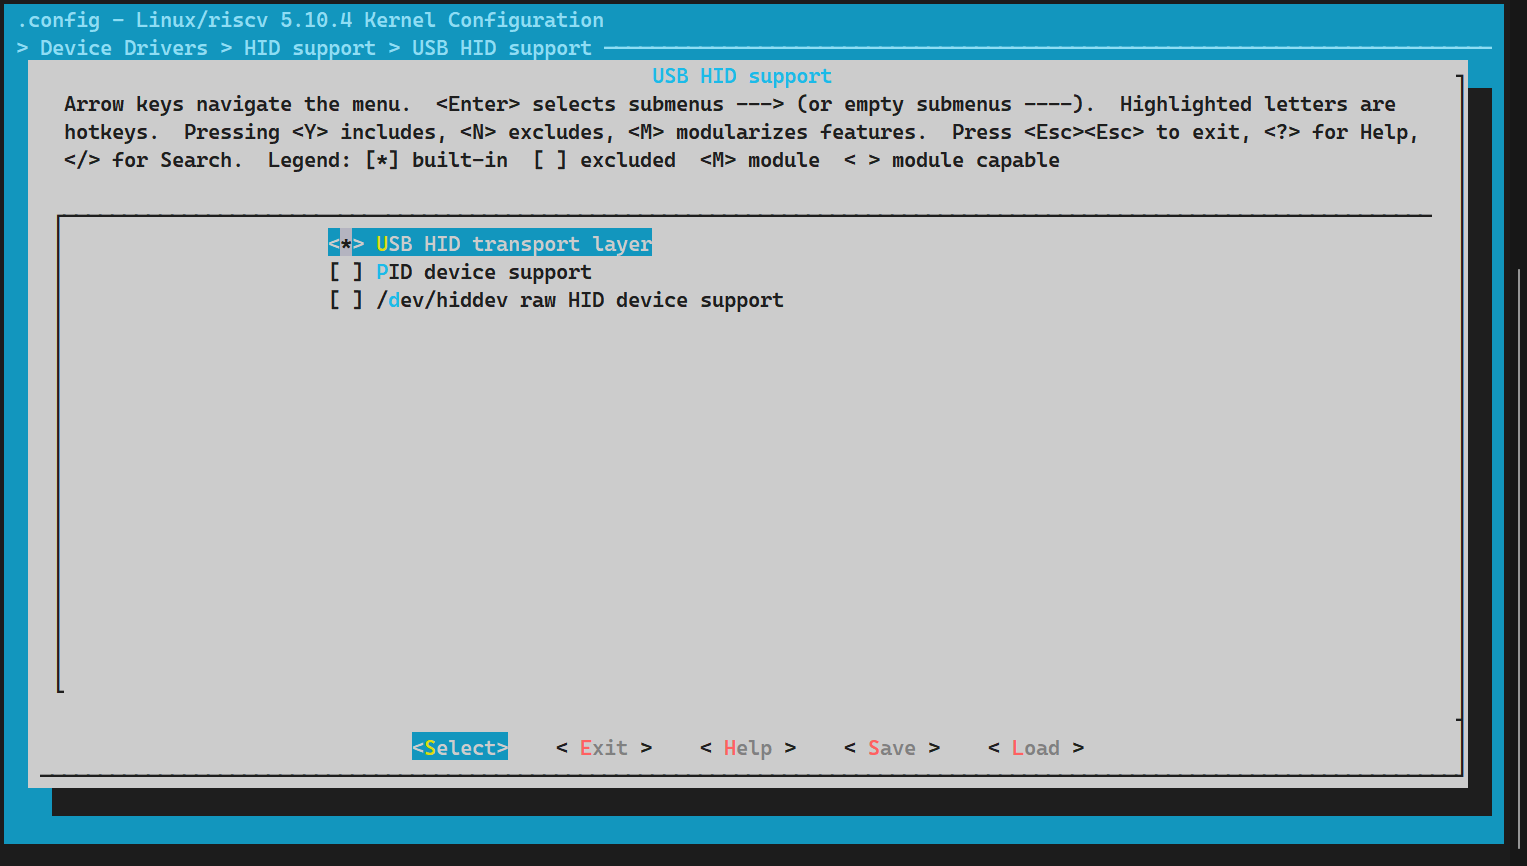 .config - Linux/riscv 5.10.4 Kernel Configuration
> Device Drivers > HID support > USB HID support
USB HID support
Arrow keys navigate the menu.  <Enter> selects submenus ---> (or empty submenus ----).  Highlighted letters are
hotkeys.  Pressing <Y> includes, <N> excludes, <M> modularizes features.  Press <Esc><Esc> to exit, <?> for Help,
</> for Search.  Legend: [*] built-in  [ ] excluded  <M> module  < > module capable
<*> USB HID transport layer
[ ] PID device support
[ ] /dev/hiddev raw HID device support
<Select>    < Exit >    < Help >    < Save >    < Load >